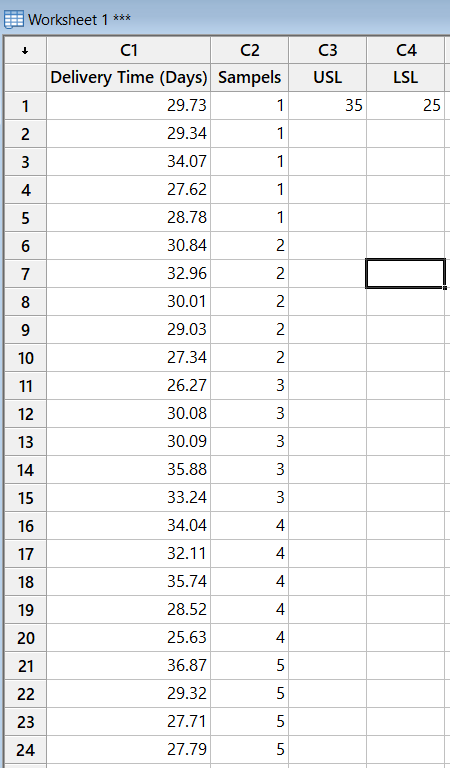 Worksheet 1 ***
C1 C2 C3 C4
Delivery Time (Days) Sampels USL LSL
1 29.73 1 35 25
2 29.34 1
3 34.07 1
4 27.62 1
5 28.78 1
6 30.84 2
7 32.96 2
8 30.01 2
9 29.03 2
10 27.34 2
11 26.27 3
12 30.08 3
13 30.09 3
14 35.88 3
15 33.24 3
16 34.04 4
17 32.11 4
18 35.74 4
19 28.52 4
20 25.63 4
21 36.87 5
22 29.32 5
23 27.71 5
24 27.79 5